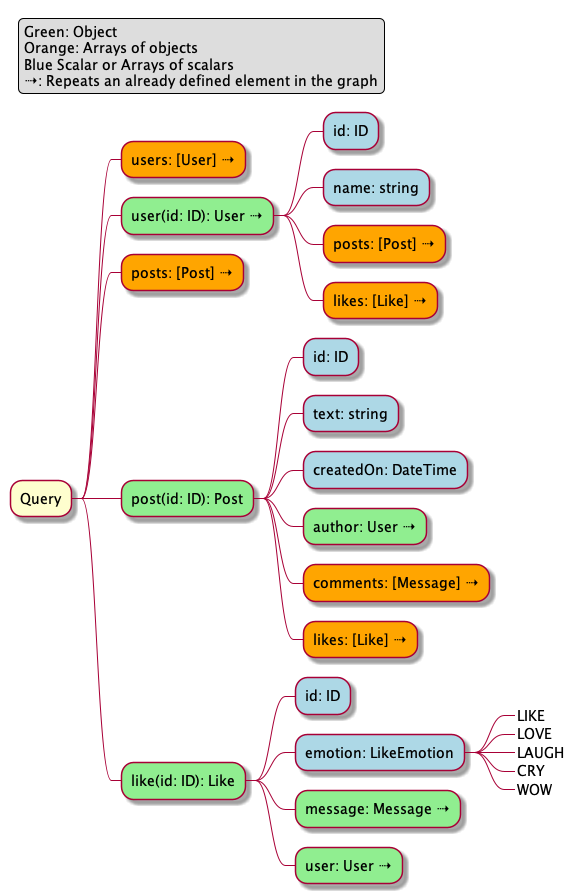 Green: Object
Orange: Arrays of objects
Blue Scalar or Arrays of scalars
⇢: Repeats an already defined element in the graph
Query
users: [User] ⇢
user(id: ID): User ⇢
id: ID
name: string
posts: [Post] ⇢
likes: [Like] ⇢
posts: [Post] ⇢
post(id: ID): Post
id: ID
text: string
createdOn: DateTime
author: User ⇢
comments: [Message] ⇢
likes: [Like] ⇢
like(id: ID): Like
id: ID
emotion: LikeEmotion
LIKE
LOVE
LAUGH
CRY
WOW
message: Message ⇢
user: User ⇢